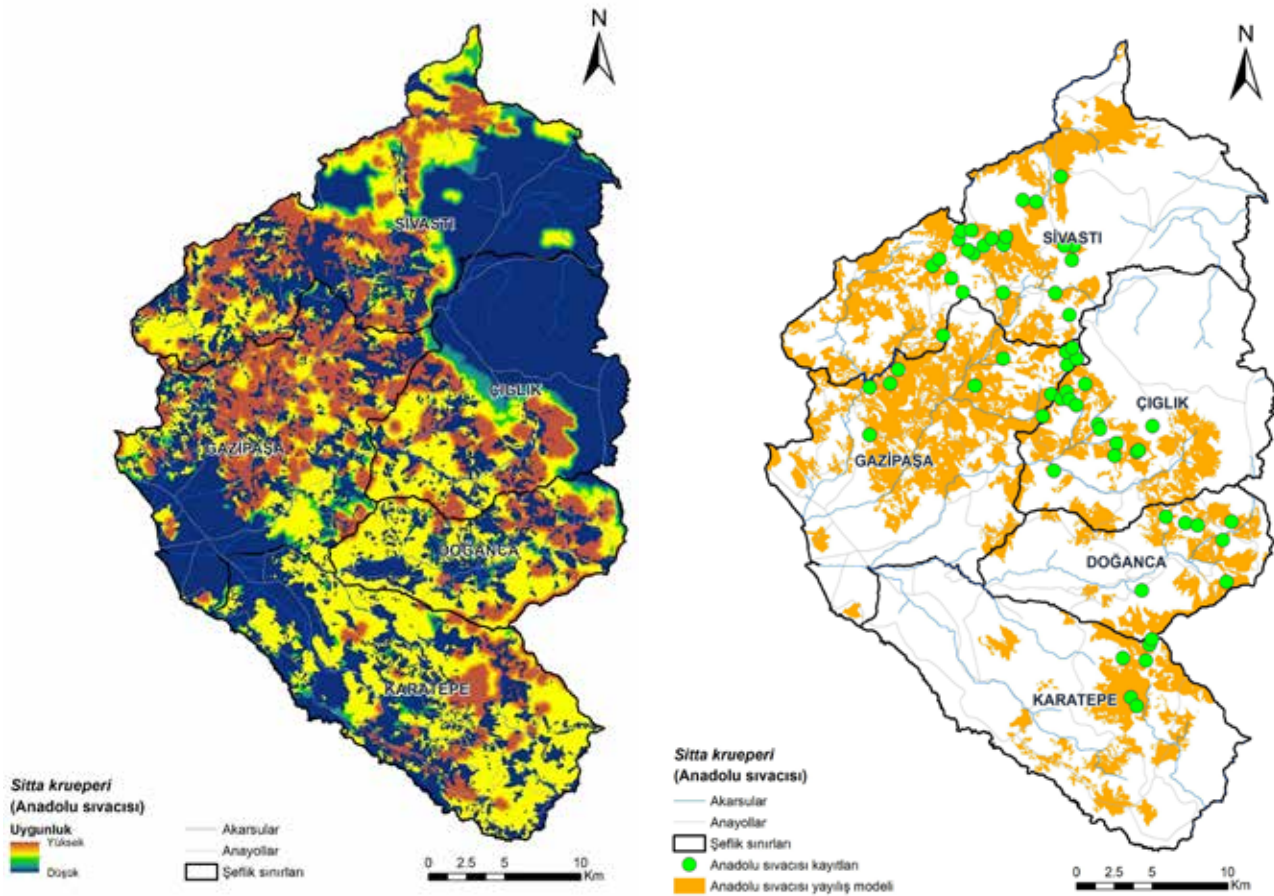 N
SİVASTI
ÇIGLIK
GAZİPAŞA
DOĞANCA
KARATEPE
Sitta krueperi
(Anadolu sıvacısı)
Uygunluk
Yüksek
Düşük
Akarsular
Anayollar
Şeflik sınırları
0 2.5 5 10
Km
N
SİVASTI
ÇIGLIK
GAZİPAŞA
DOĞANCA
KARATEPE
Sitta krueperi
(Anadolu sıvacısı)
Akarsular
Anayollar
Şeflik sınırları
Anadolu sıvacısı kayıtları
Anadolu sıvacısı yayılış modeli
0 2.5 5 10
Km